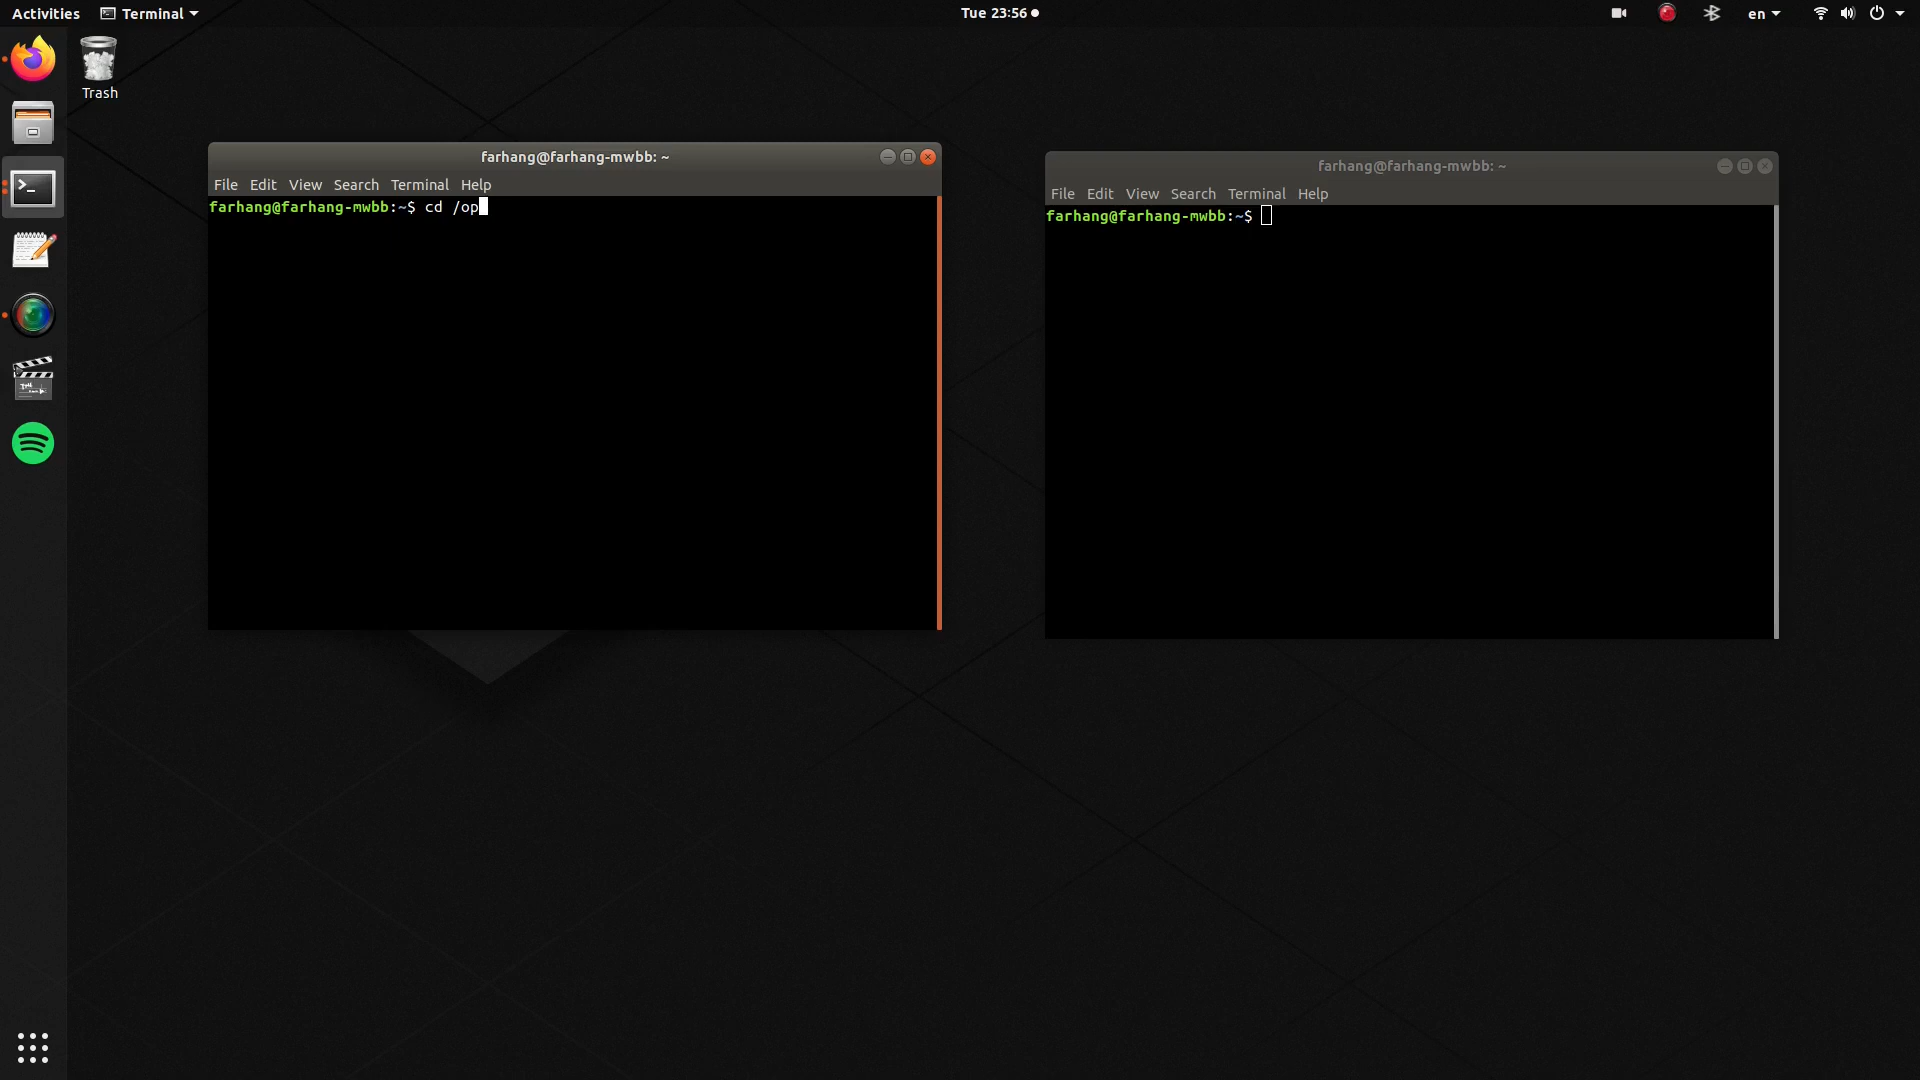 Activities Terminal Tue 23:56 en
Trash
farhang@farhang-mwbb: ~
File Edit View Search Terminal Help
farhang@farhang-mwbb:~$ cd /op
farhang@farhang-mwbb: ~
File Edit View Search Terminal Help
farhang@farhang-mwbb:~$